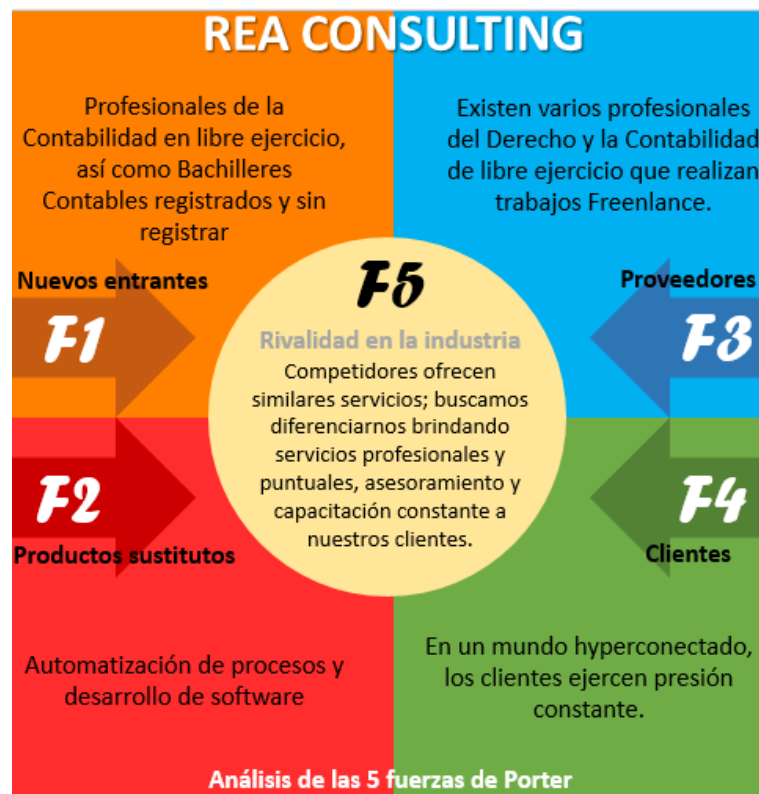 REA CONSULTING
Profesionales de la
Contabilidad en libre ejercicio,
así como Bachilleres
Contables registrados y sin
registrar
Nuevos entrantes
F1
Existen varios profesionales
del Derecho y la Contabilidad
de libre ejercicio que realizan
trabajos Freenlance.
Proveedores
F3
F5
Rivalidad en la industria
Competidores ofrecen
similares servicios; buscamos
diferenciarnos brindando
servicios profesionales y
puntuales, asesoramiento y
capacitación constante a
nuestros clientes.
F2
Productos sustitutos
Automatización de procesos y
desarrollo de software
F4
Clientes
En un mundo hyperconectado,
los clientes ejercen presión
constante.
Análisis de las 5 fuerzas de Porter